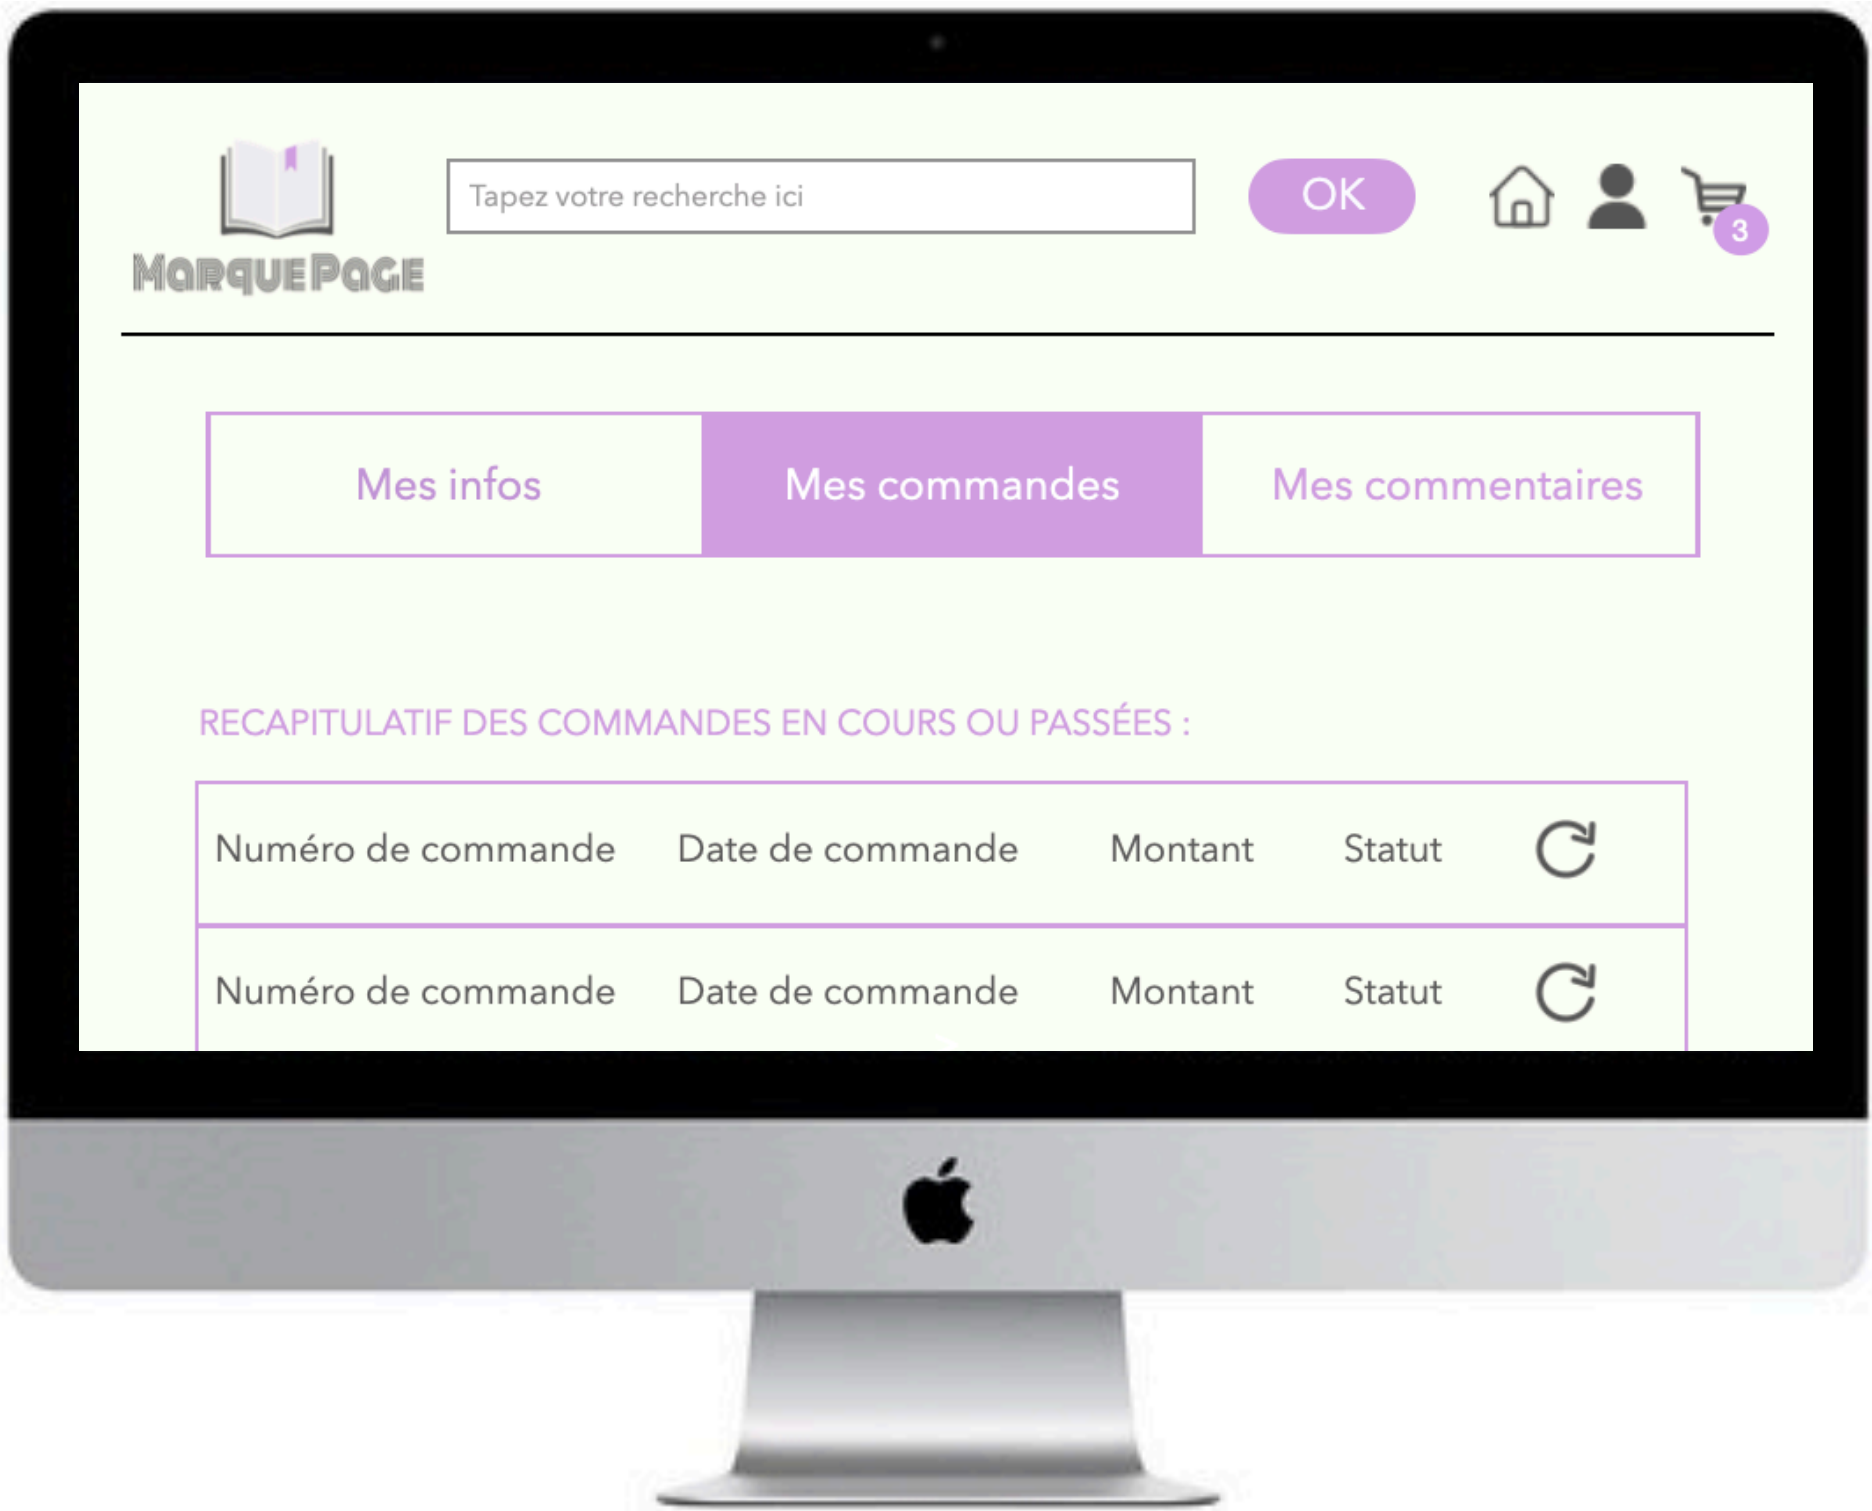 MarquePage
Tapez votre recherche ici
OK
3
Mes infos
Mes commandes
Mes commentaires
RECAPITULATIF DES COMMANDES EN COURS OU PASSÉES :
Numéro de commande Date de commande Montant Statut
Numéro de commande Date de commande Montant Statut